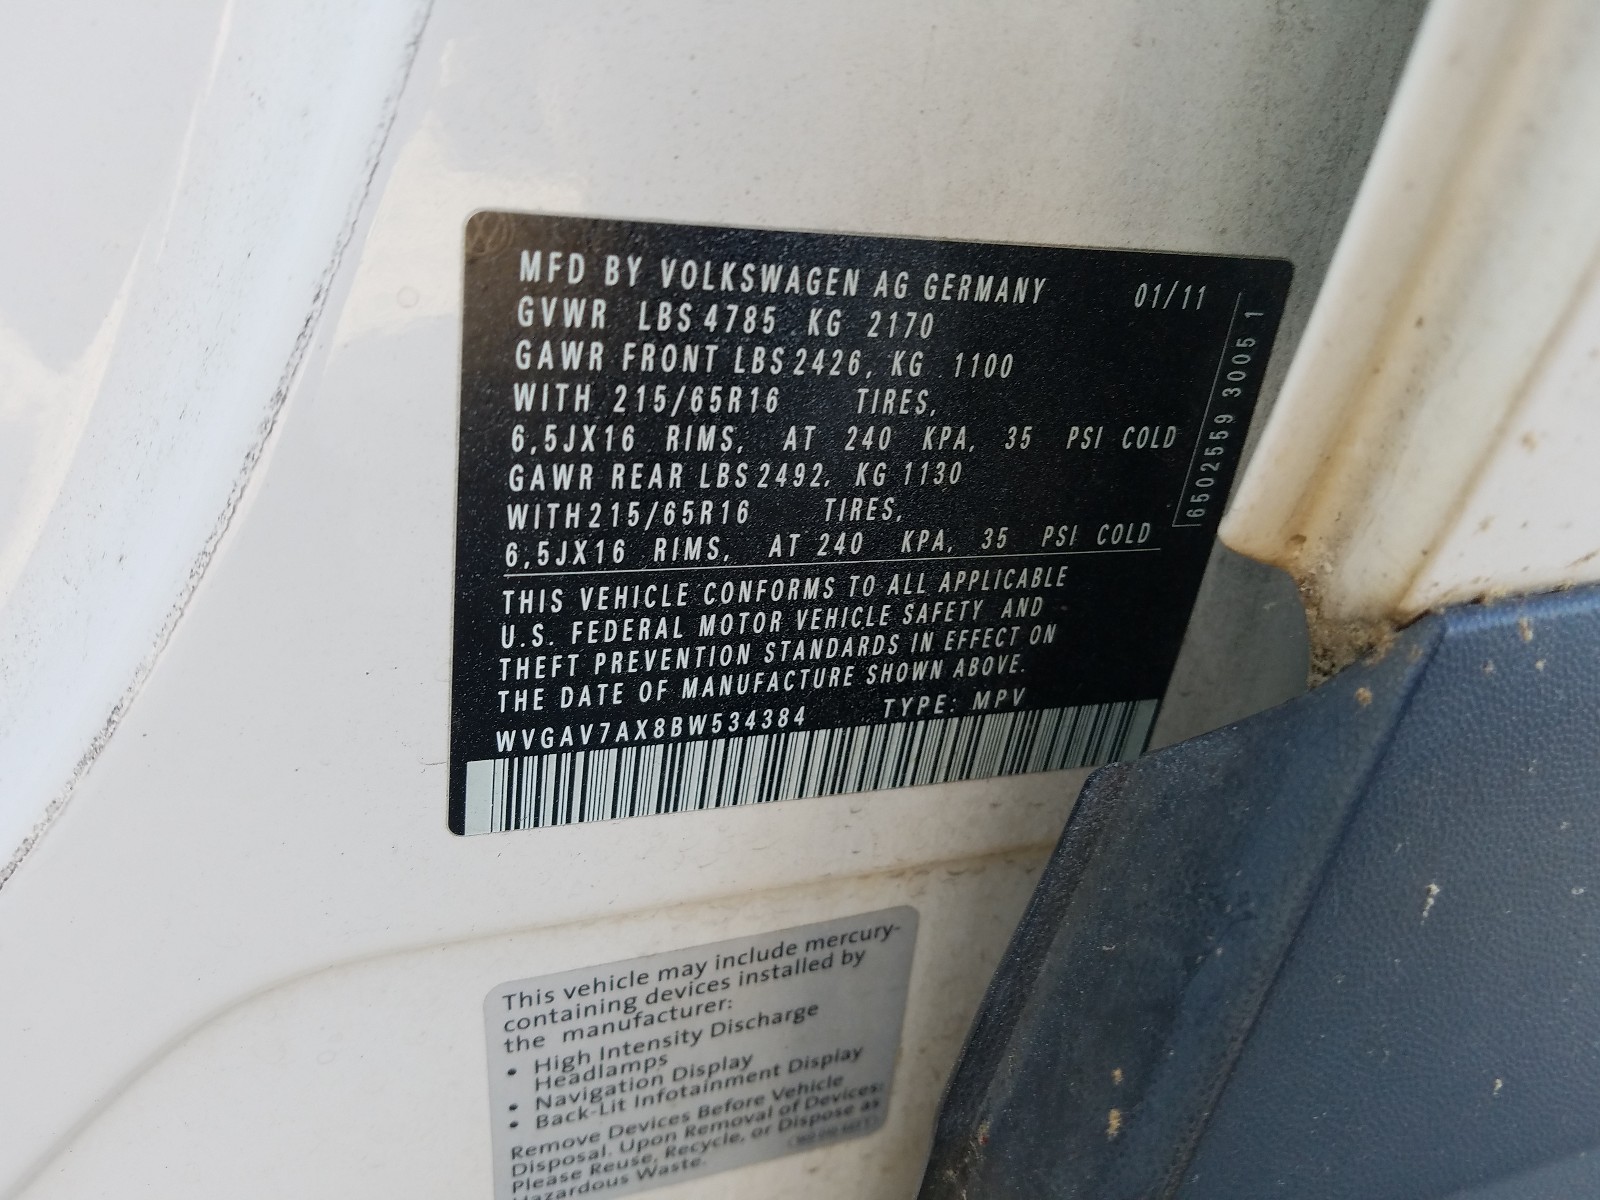 MFD BY VOLKSWAGEN AG GERMANY 01/11
GVWR LBS 4785 KG 2170
GAWR FRONT LBS 2426, KG 1100
WITH 215/65R16 TIRES,
6,5JX16 RIMS, AT 240 KPA, 35 PSI COLD
GAWR REAR LBS 2492, KG 1130
WITH 215/65R16 TIRES,
6,5JX16 RIMS, AT 240 KPA, 35 PSI COLD
6502559 3005 1
THIS VEHICLE CONFORMS TO ALL APPLICABLE
U.S. FEDERAL MOTOR VEHICLE SAFETY AND
THEFT PREVENTION STANDARDS IN EFFECT ON
THE DATE OF MANUFACTURE SHOWN ABOVE.
WVGAV7AX8BW534384 TYPE: MPV
This vehicle may include mercury-
containing devices installed by
the manufacturer:
• High Intensity Discharge
Headlamps
• Navigation Display
• Back-Lit Infotainment Display
Remove Devices Before Vehicle
Disposal. Upon Removal of Devices
Please Reuse, Recycle, or Dispose as
Hazardous Waste.